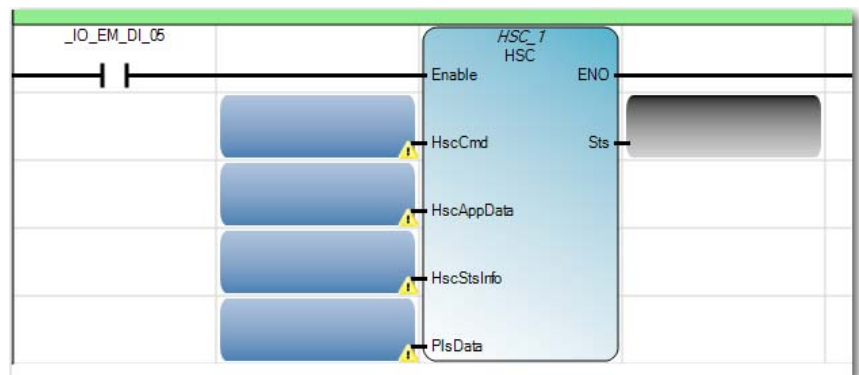 _IO_EM_DI_05
HSC_1
HSC
Enable ENO
HscCmd Sts
HscAppData
HscStsInfo
PlsData